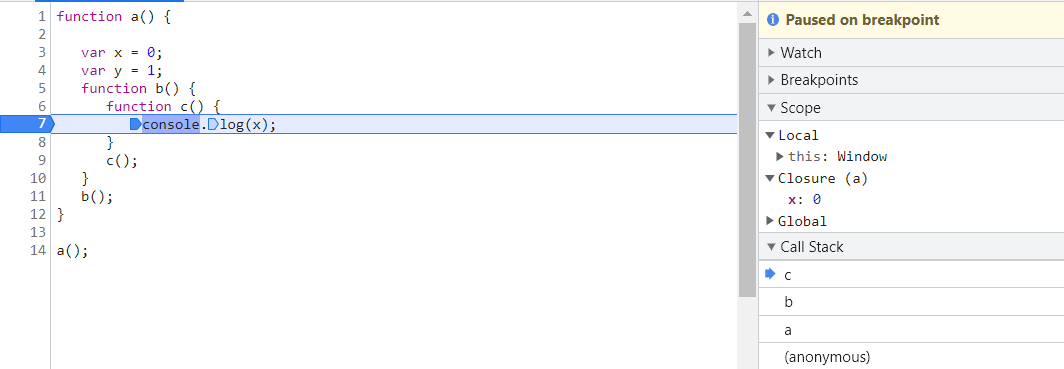 1 function a() {
2
3 var x = 0;
4 var y = 1;
5 function b() {
6 function c() {
7 console.log(x);
8 }
9 c();
10 }
11 b();
12 }
13
14 a();
Paused on breakpoint
Watch
Breakpoints
Scope
Local
this: Window
Closure (a)
x: 0
Global
Call Stack
c
b
a
(anonymous)